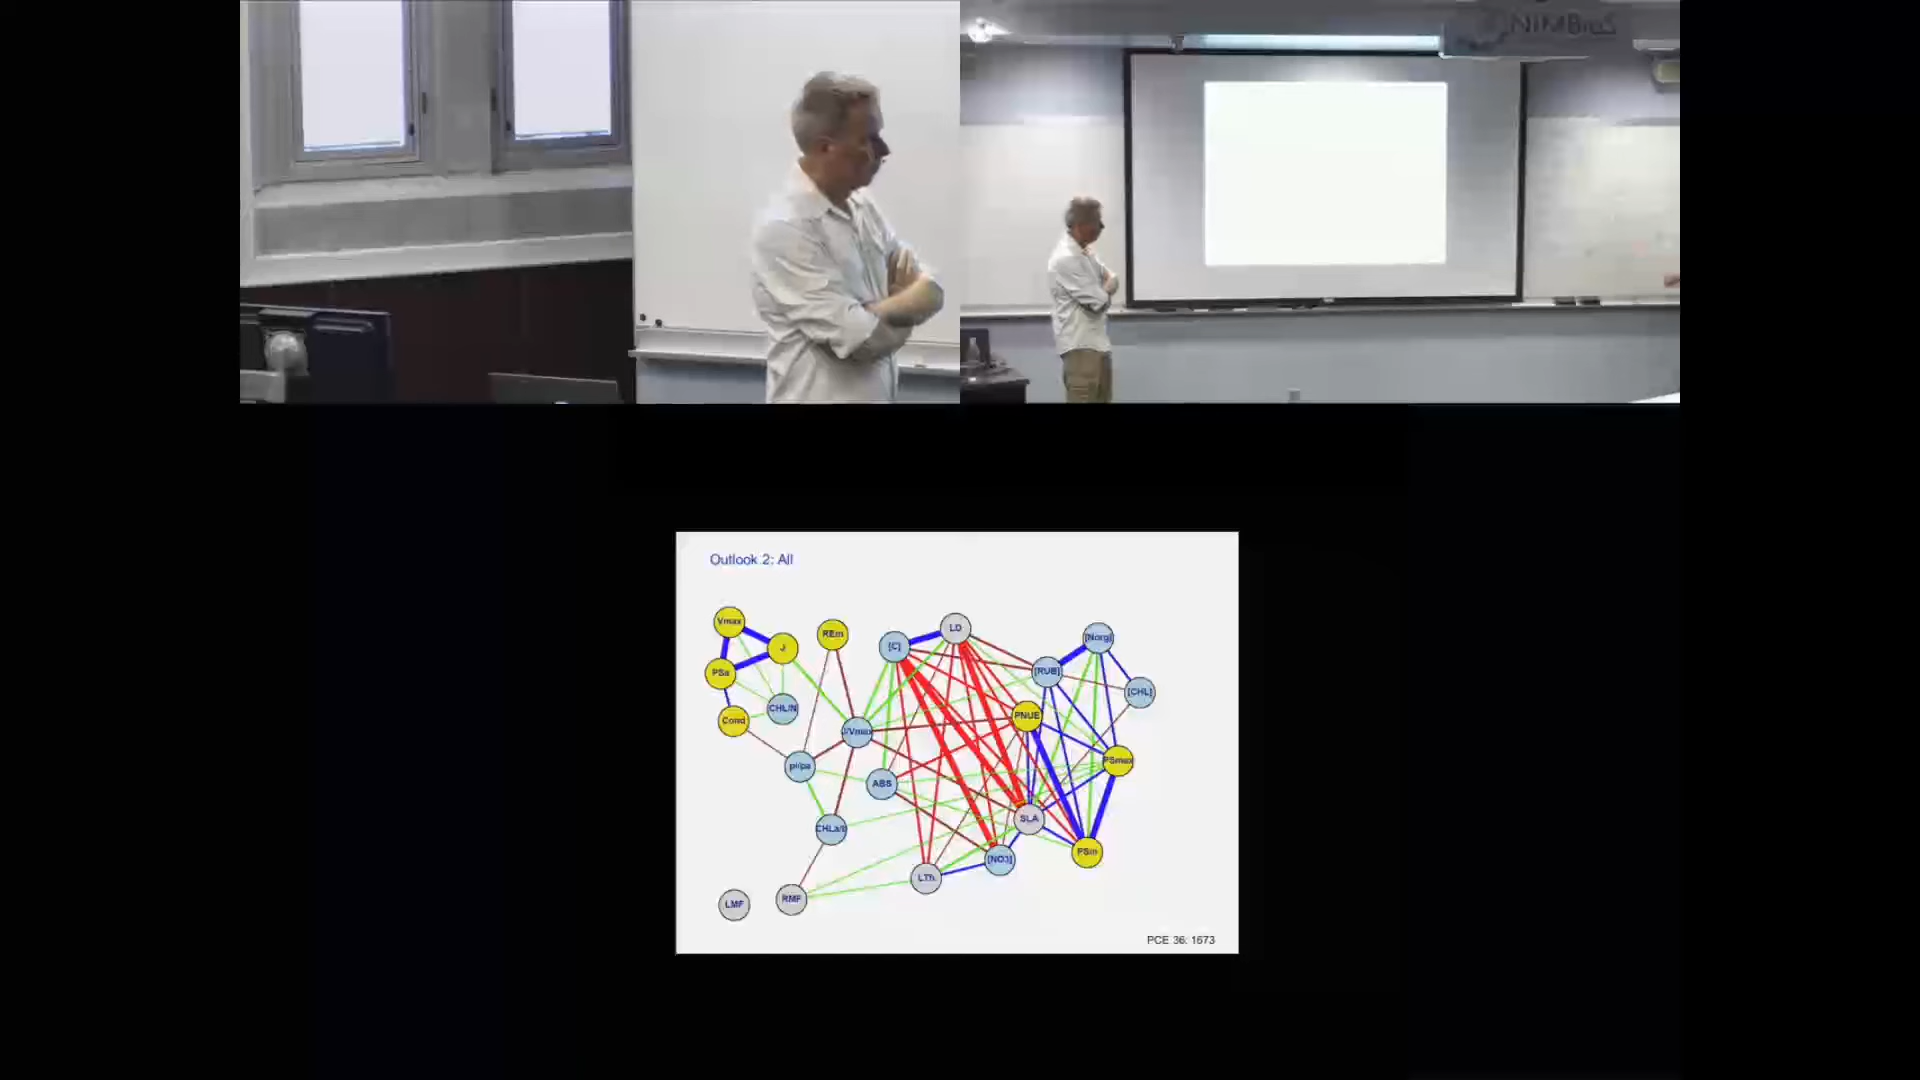 NIMBioS
Outlook 2: All
Vmax
REm
LD
[C]
[Norg]
J
[RUB]
PSa
[CHL]
CHL/N
PNUE
Cond
J/Vmax
PSmax
pi/pa
ABS
SLA
CHLa/b
PSm
[NO3]
LTh
RMF
LMF
PCE 36: 1673